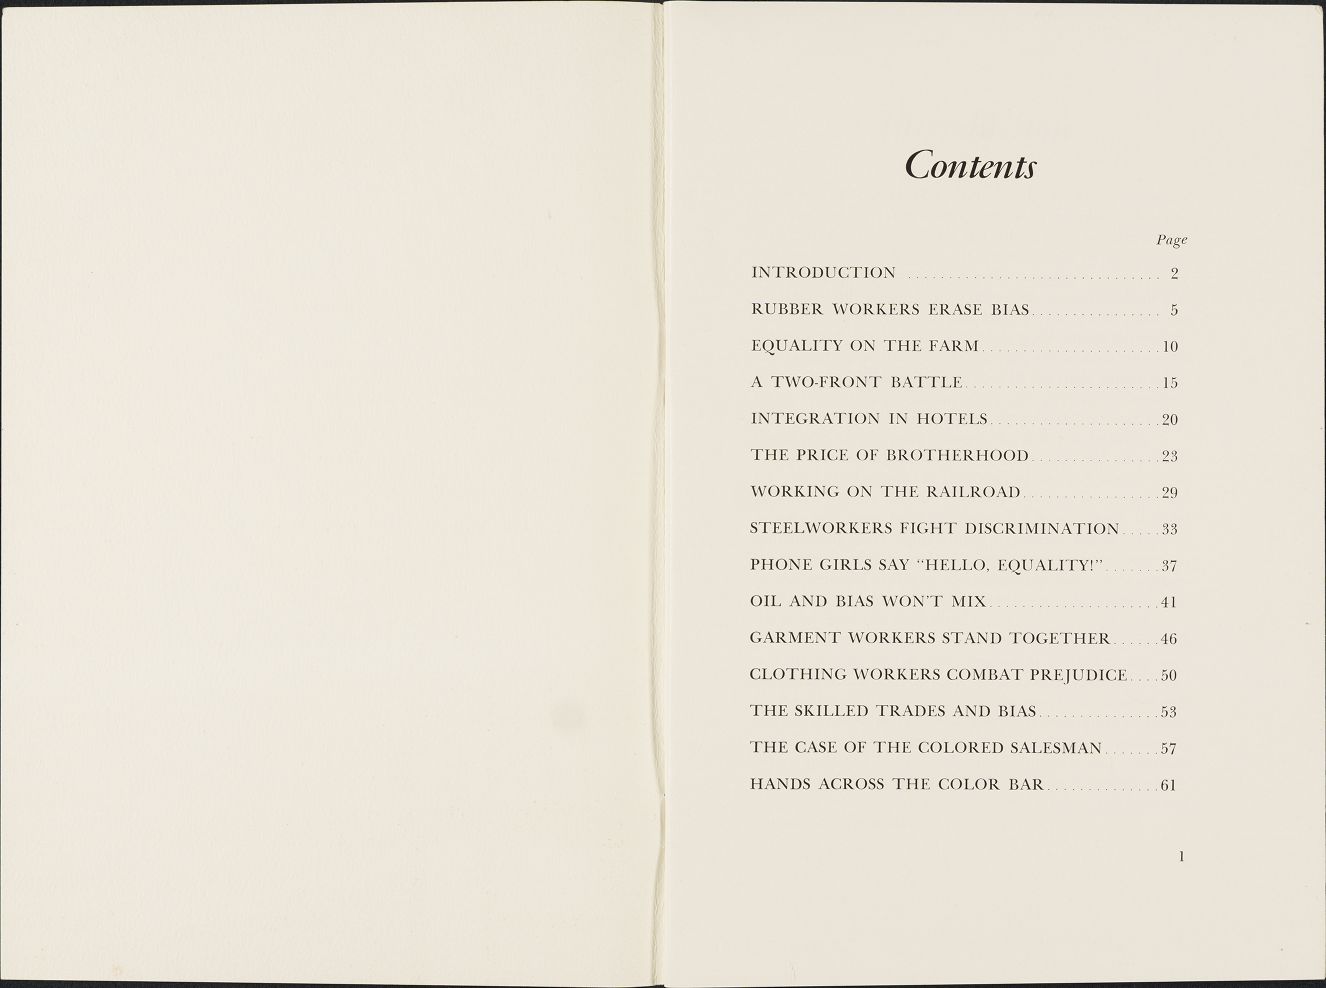 Contents
Page
INTRODUCTION .............................. 2
RUBBER WORKERS ERASE BIAS................ 5
EQUALITY ON THE FARM......................10
A TWO-FRONT BATTLE........................15
INTEGRATION IN HOTELS.....................20
THE PRICE OF BROTHERHOOD................23
WORKING ON THE RAILROAD.................29
STEELWORKERS FIGHT DISCRIMINATION.....33
PHONE GIRLS SAY “HELLO, EQUALITY!”.......37
OIL AND BIAS WON’T MIX.....................41
GARMENT WORKERS STAND TOGETHER......46
CLOTHING WORKERS COMBAT PREJUDICE....50
THE SKILLED TRADES AND BIAS...............53
THE CASE OF THE COLORED SALESMAN.......57
HANDS ACROSS THE COLOR BAR..............61
1